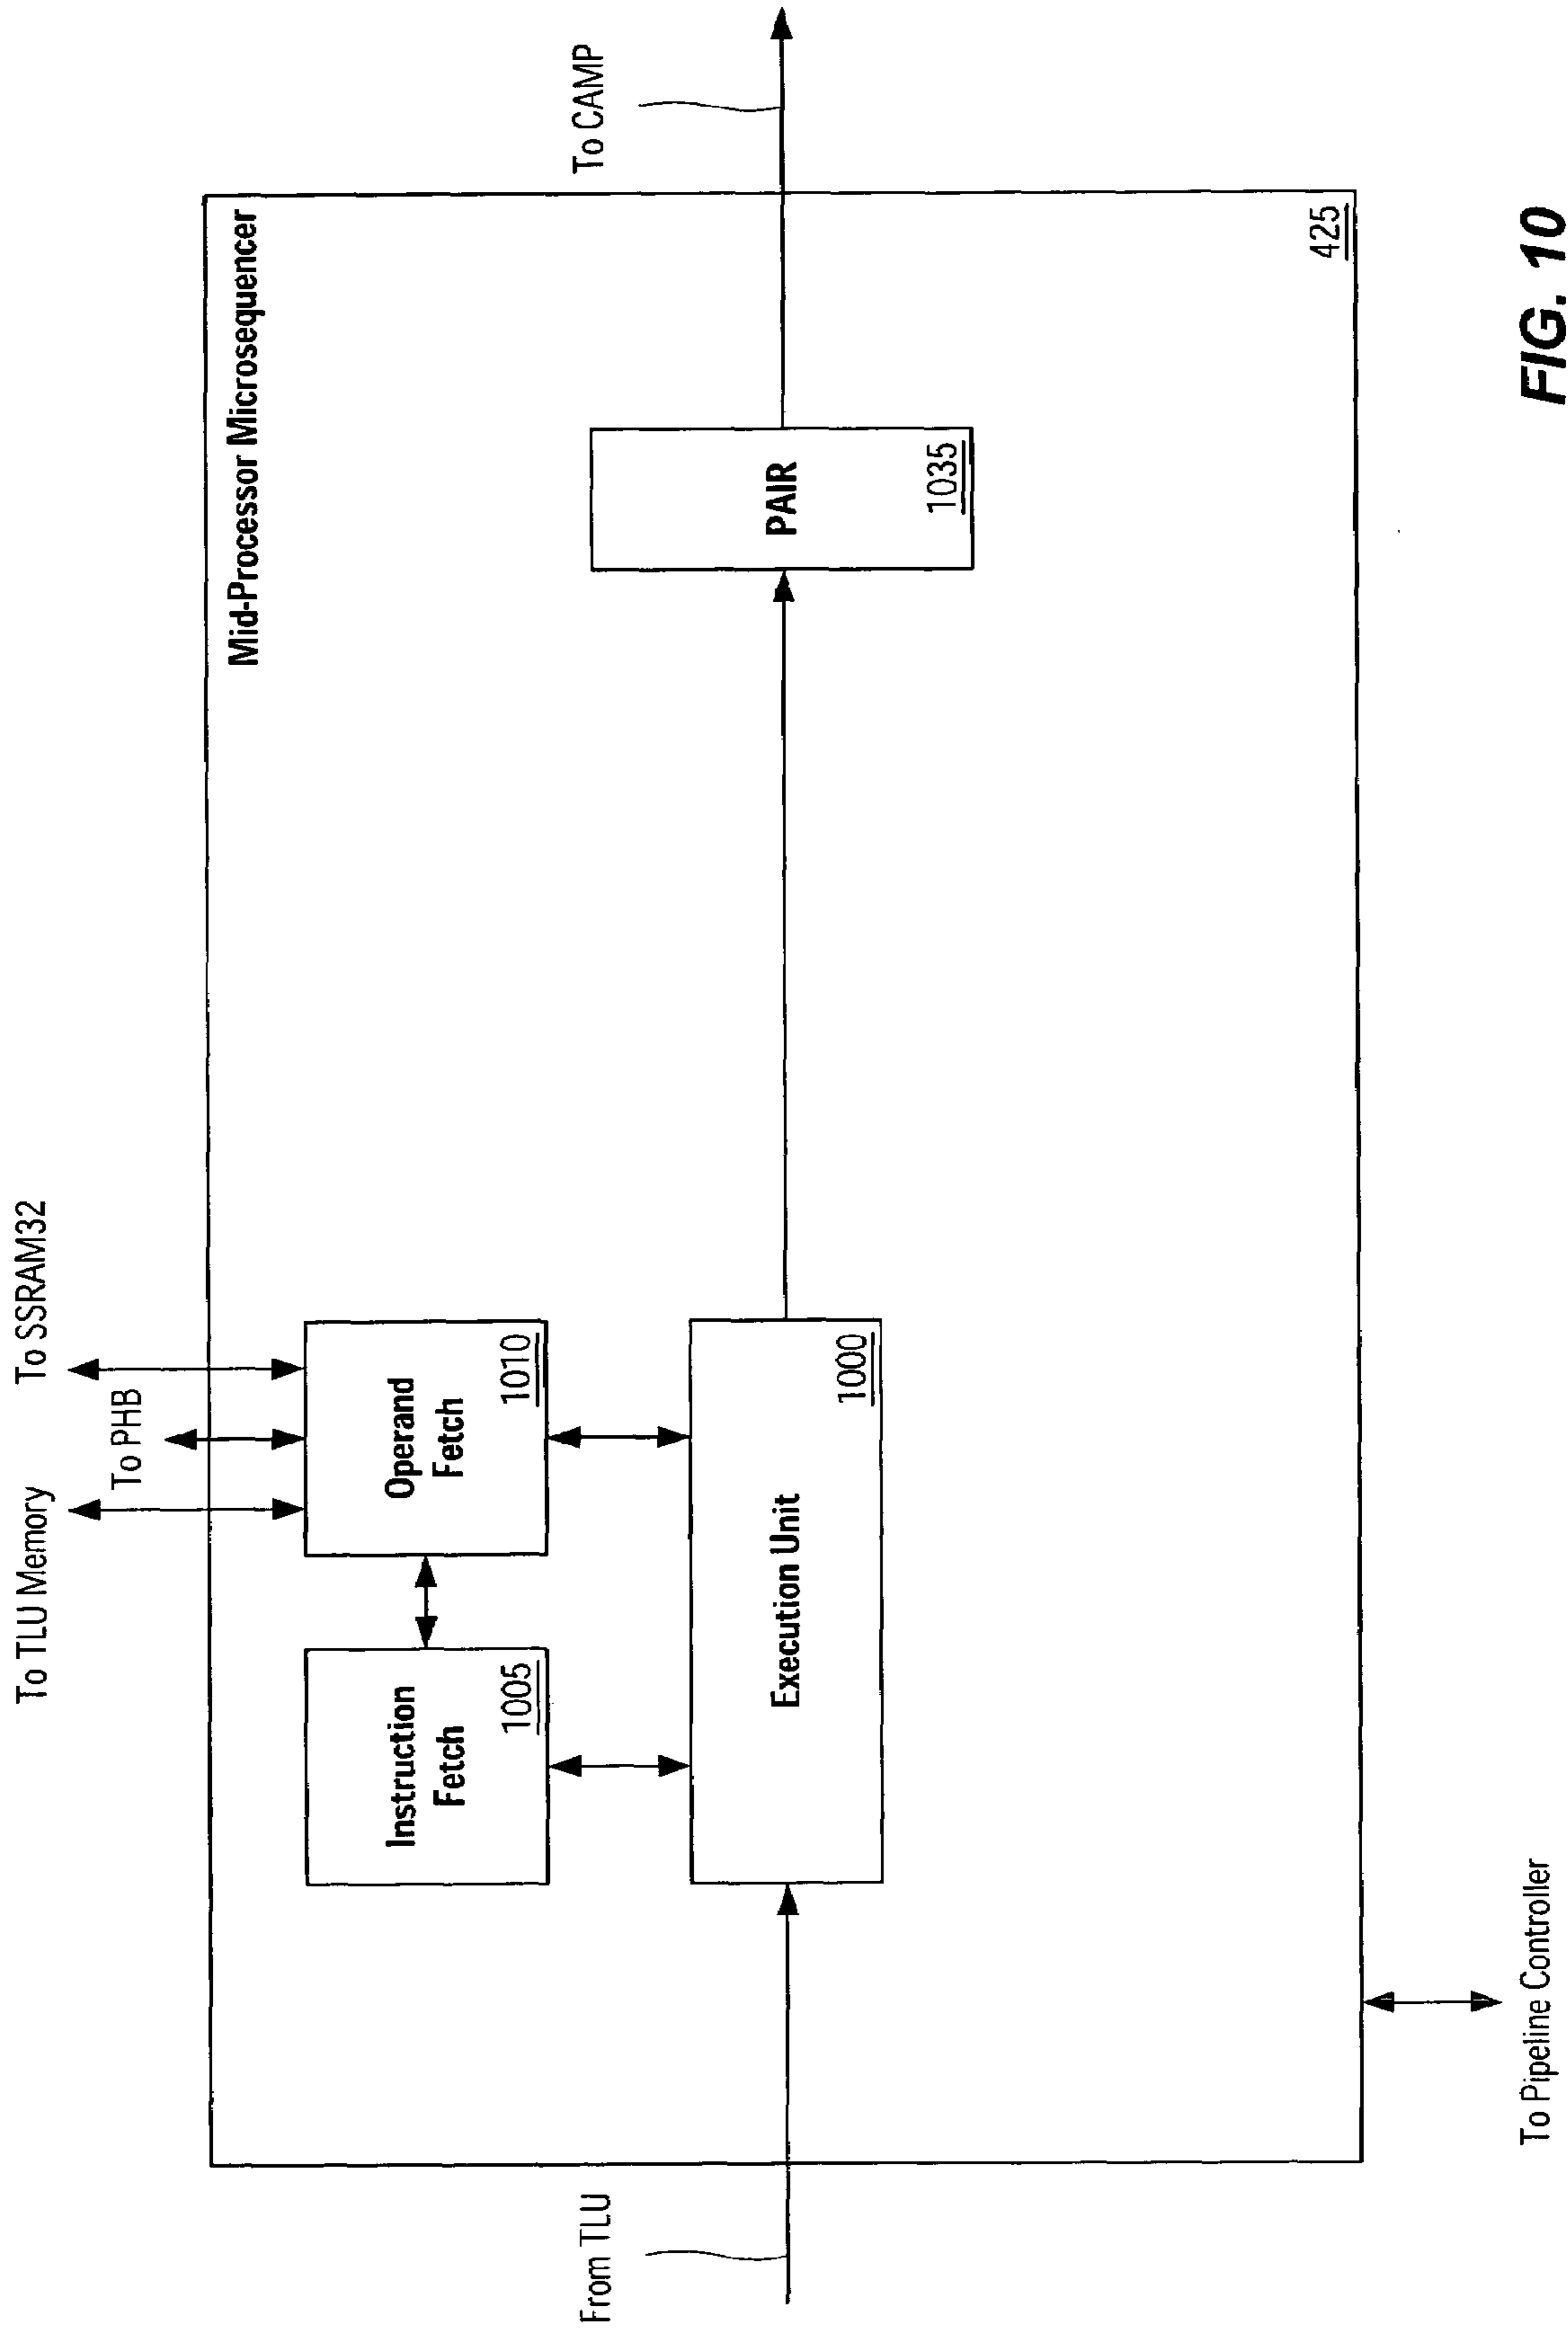 To TLU Memory
To PHB
To SSRAM32
To CAMP
Mid-Processor Microsequencer
Instruction
Fetch
1005
Operand
Fetch
1010
From TLU
Execution Unit
1000
PAIR
1035
425
To Pipeline Controller
FIG. 10